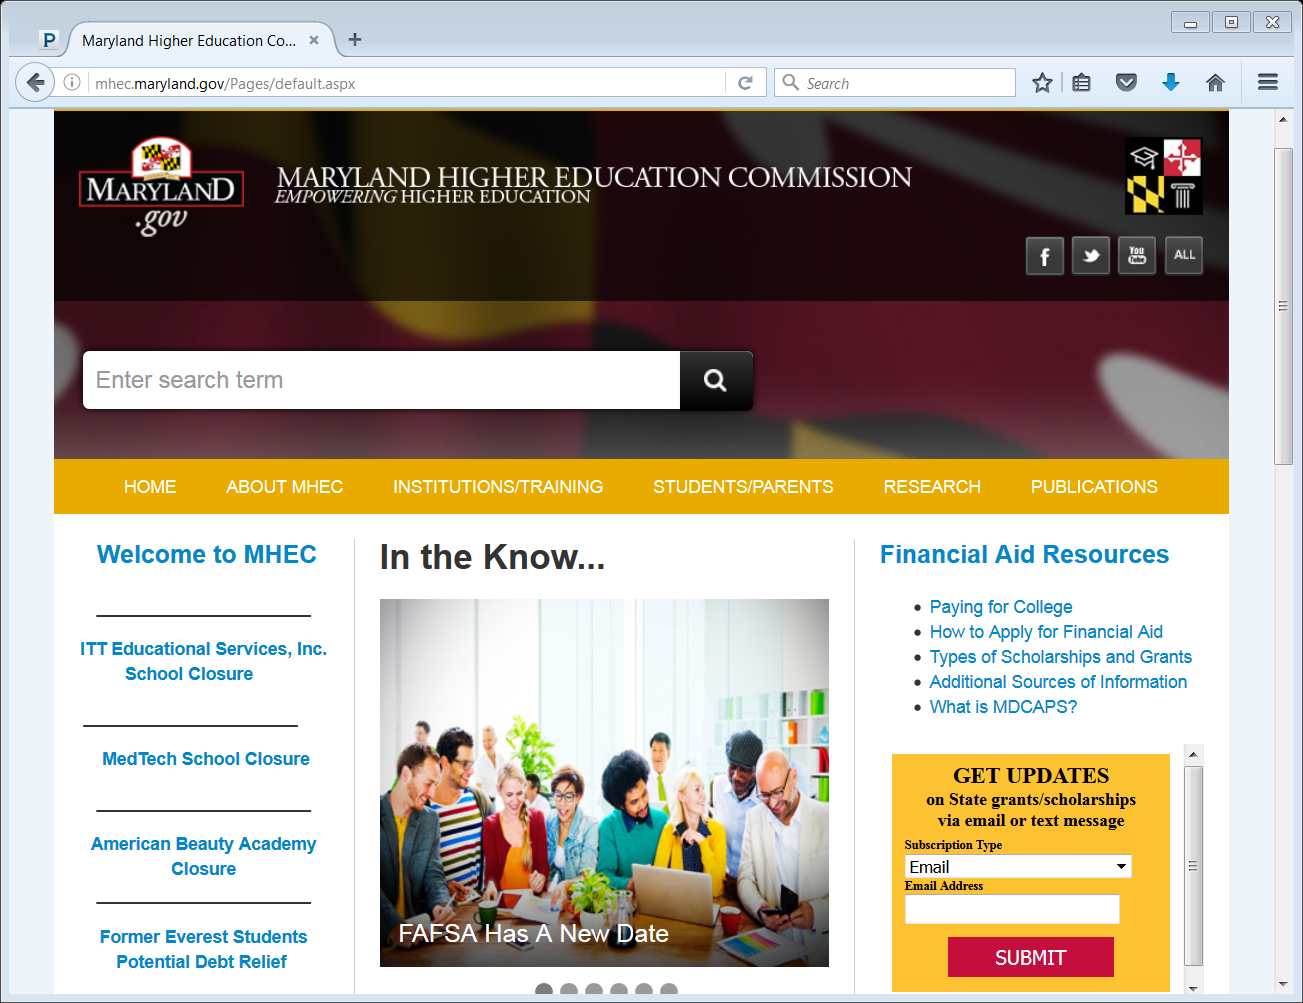 Maryland Higher Education Co...
mhec.maryland.gov/Pages/default.aspx
Search
MARYLAND
.gov
MARYLAND HIGHER EDUCATION COMMISSION
EMPOWERING HIGHER EDUCATION
You
Tube
ALL
Enter search term
HOME
ABOUT MHEC
INSTITUTIONS/TRAINING
STUDENTS/PARENTS
RESEARCH
PUBLICATIONS
Welcome to MHEC
ITT Educational Services, Inc.
School Closure
MedTech School Closure
American Beauty Academy
Closure
Former Everest Students
Potential Debt Relief
In the Know...
FAFSA Has A New Date
Financial Aid Resources
Paying for College
How to Apply for Financial Aid
Types of Scholarships and Grants
Additional Sources of Information
What is MDCAPS?
GET UPDATES
on State grants/scholarships
via email or text message
Subscription Type
Email
Email Address
SUBMIT